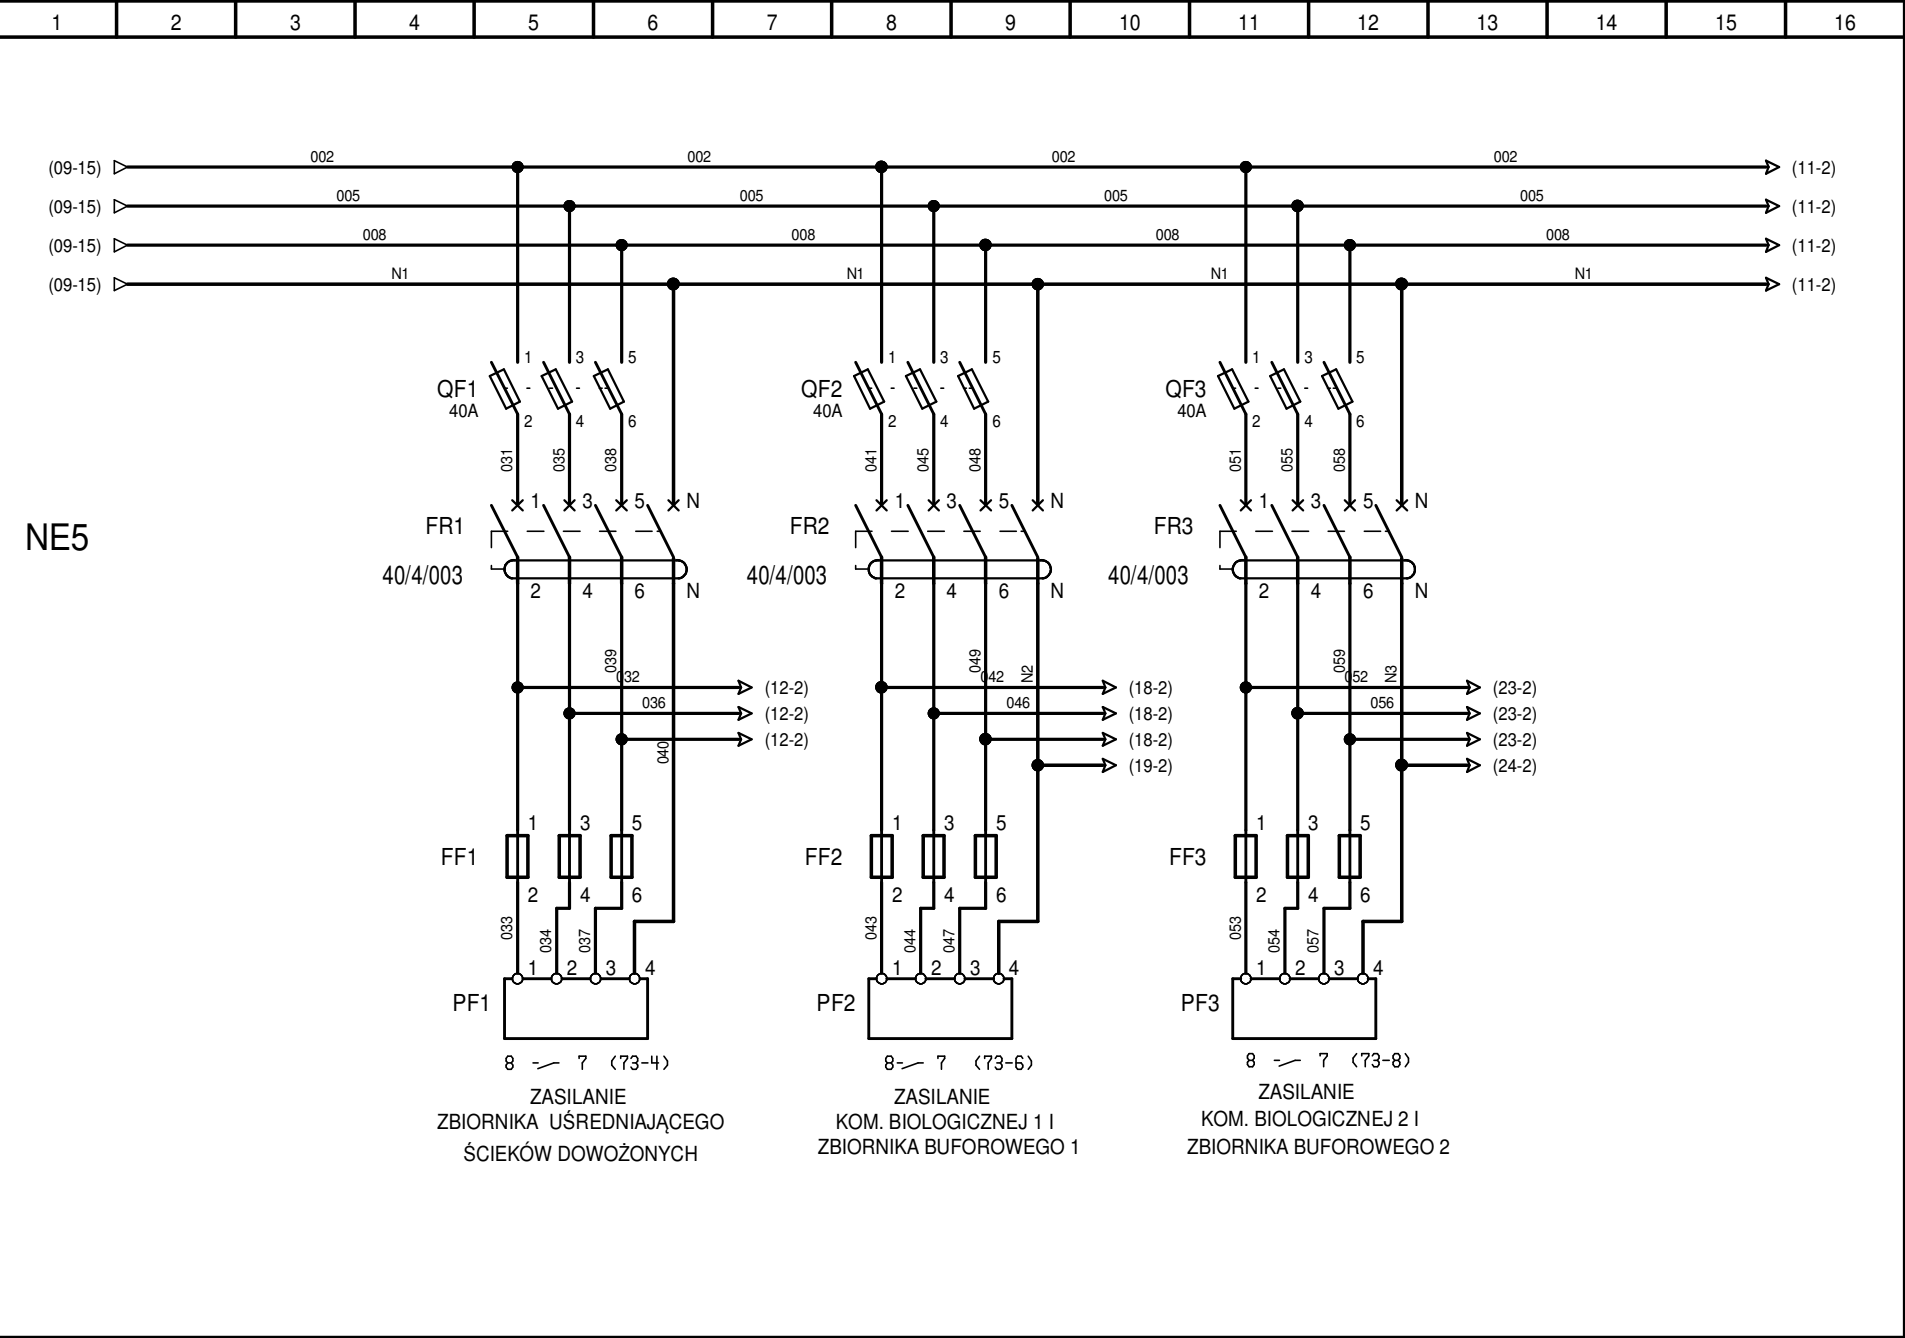 1 2 3 4 5 6 7 8 9 10 11 12 13 14 15 16
(09-15) 002 002 002 002 (11-2)
(09-15) 005 005 005 005 (11-2)
(09-15) 008 008 008 008 (11-2)
(09-15) N1 N1 N1 N1 (11-2)
1 3 5 1 3 5 1 3 5
QF1 QF2 QF3
40A 40A 40A
2 4 6 2 4 6 2 4 6
031 035 038 041 045 048 051 055 058
1 3 5 N 1 3 5 N 1 3 5 N
NE5 FR1 FR2 FR3
40/4/003 40/4/003 40/4/003
2 4 6 N 2 4 6 N 2 4 6 N
039 049 N2 059 N3
032 (12-2) 042 (18-2) 052 (23-2)
036 (12-2) 046 (18-2) 056 (23-2)
040 (12-2) (18-2) (23-2)
(19-2) (24-2)
1 3 5 1 3 5 1 3 5
FF1 FF2 FF3
2 4 6 2 4 6 2 4 6
033 034 037 043 044 047 053 054 057
1 2 3 4 1 2 3 4 1 2 3 4
PF1 PF2 PF3
8 7 (73-4) 8 7 (73-6) 8 7 (73-8)
ZASILANIE
ZBIORNIKA UŚREDNIAJĄCEGO
ŚCIEKÓW DOWOŻONYCH
ZASILANIE
KOM. BIOLOGICZNEJ 1 I
ZBIORNIKA BUFOROWEGO 1
ZASILANIE
KOM. BIOLOGICZNEJ 2 I
ZBIORNIKA BUFOROWEGO 2